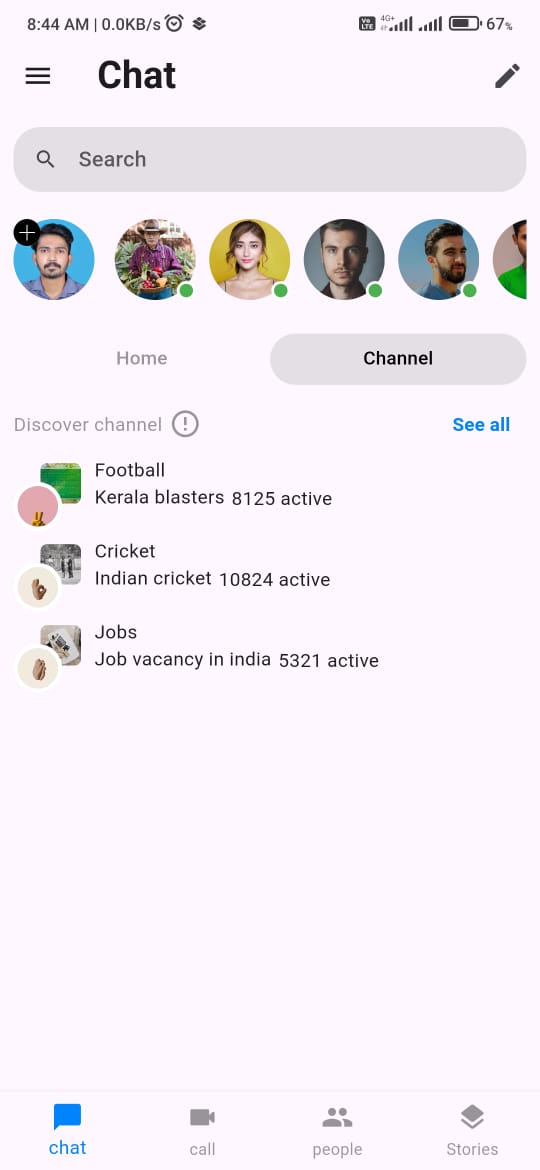 8:44 AM | 0.0KB/s Vo LTE 4G+ 67%
Chat
Search
Home Channel
Discover channel See all
Football
Kerala blasters 8125 active
Cricket
Indian cricket 10824 active
Jobs
Job vacancy in india 5321 active
chat call people Stories